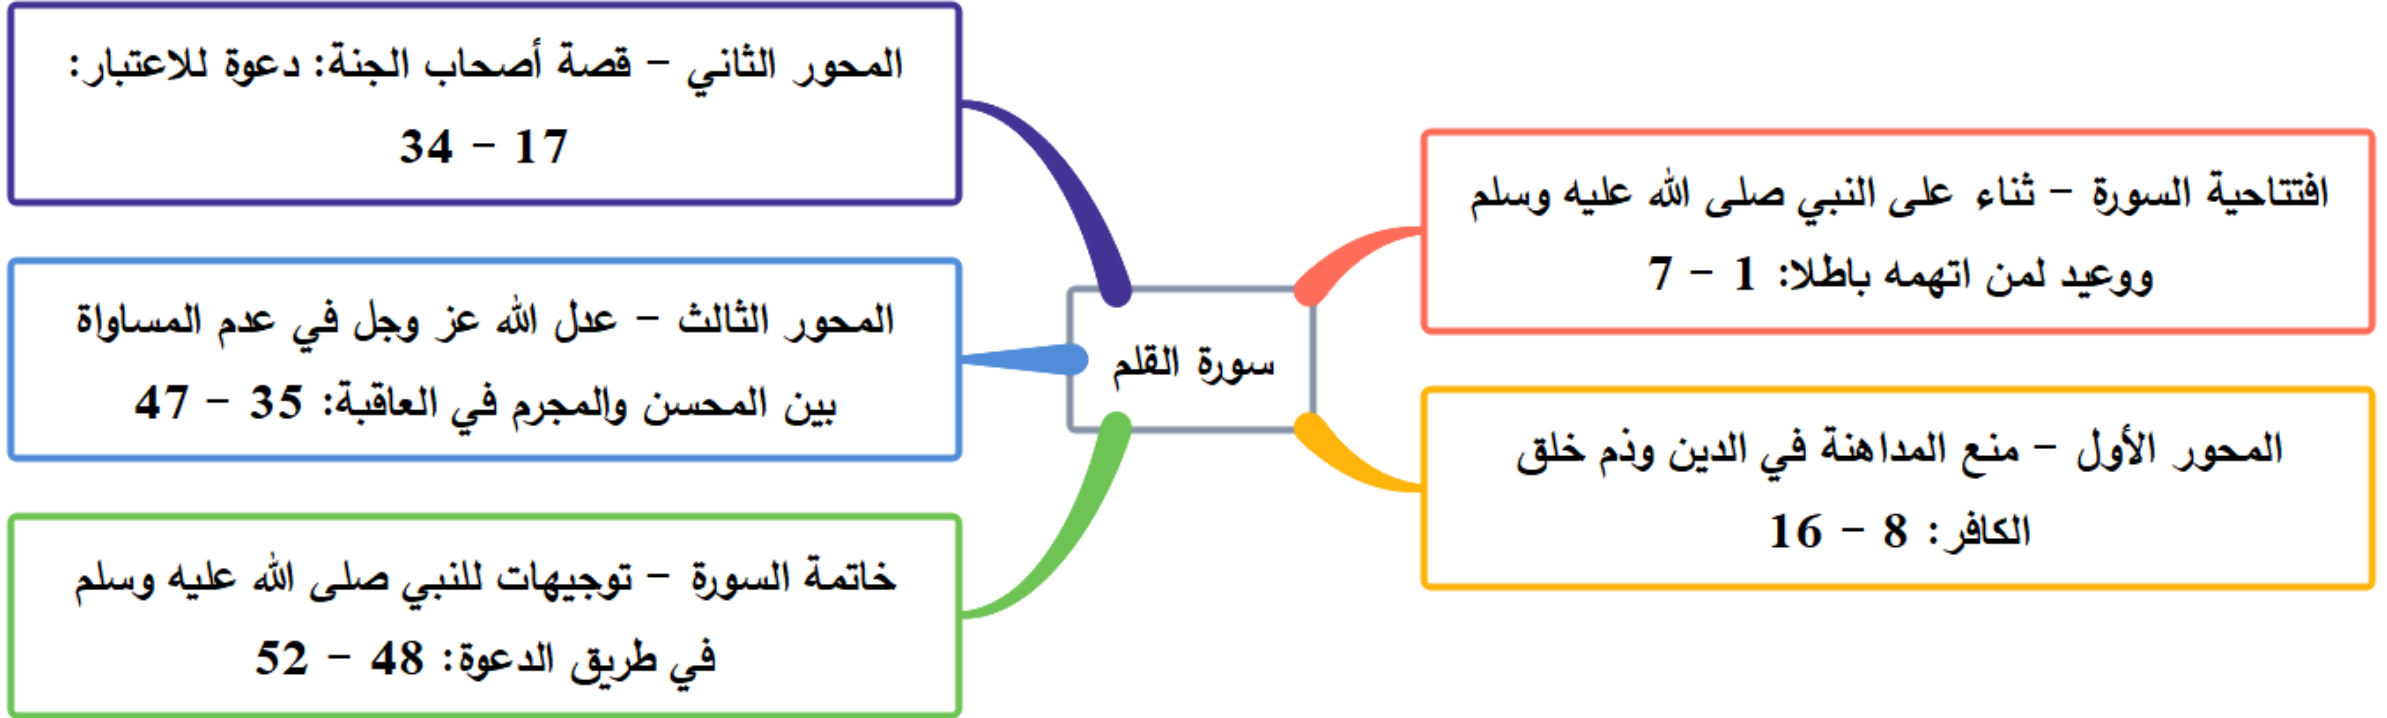 سورة القلم
افتتاحية السورة – ثناء على النبي صلى الله عليه وسلم
ووعيد لمن اتهمه باطلا: 1 – 7
المحور الأول – منع المداهنة في الدين وذم خلق
الكافر: 8 – 16
المحور الثاني – قصة أصحاب الجنة: دعوة للاعتبار:
17 – 34
المحور الثالث – عدل الله عز وجل في عدم المساواة
بين المحسن والمجرم في العاقبة: 35 – 47
خاتمة السورة – توجيهات للنبي صلى الله عليه وسلم
في طريق الدعوة: 48 – 52